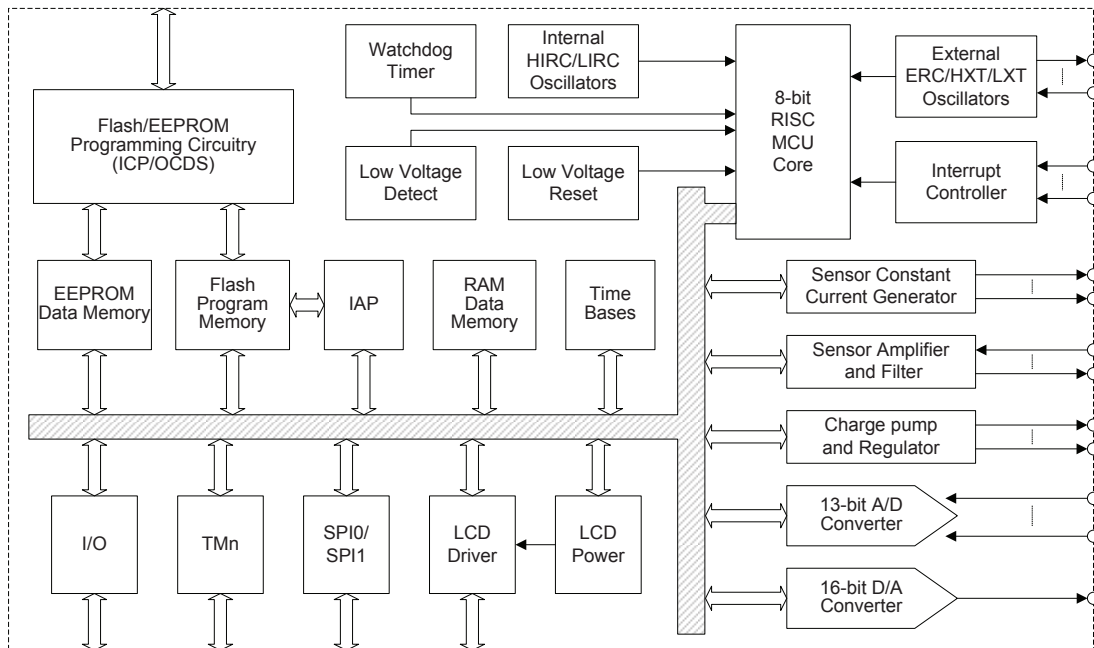 Watchdog
Timer
Internal
HIRC/LIRC
Oscillators
8-bit
RISC
MCU
Core
External
ERC/HXT/LXT
Oscillators
Flash/EEPROM
Programming Circuitry
(ICP/OCDS)
Low Voltage
Detect
Low Voltage
Reset
Interrupt
Controller
EEPROM
Data Memory
Flash
Program
Memory
IAP
RAM
Data
Memory
Time
Bases
Sensor Constant
Current Generator
Sensor Amplifier
and Filter
Charge pump
and Regulator
I/O
TMn
SPI0/
SPI1
LCD
Driver
LCD
Power
13-bit A/D
Converter
16-bit D/A
Converter